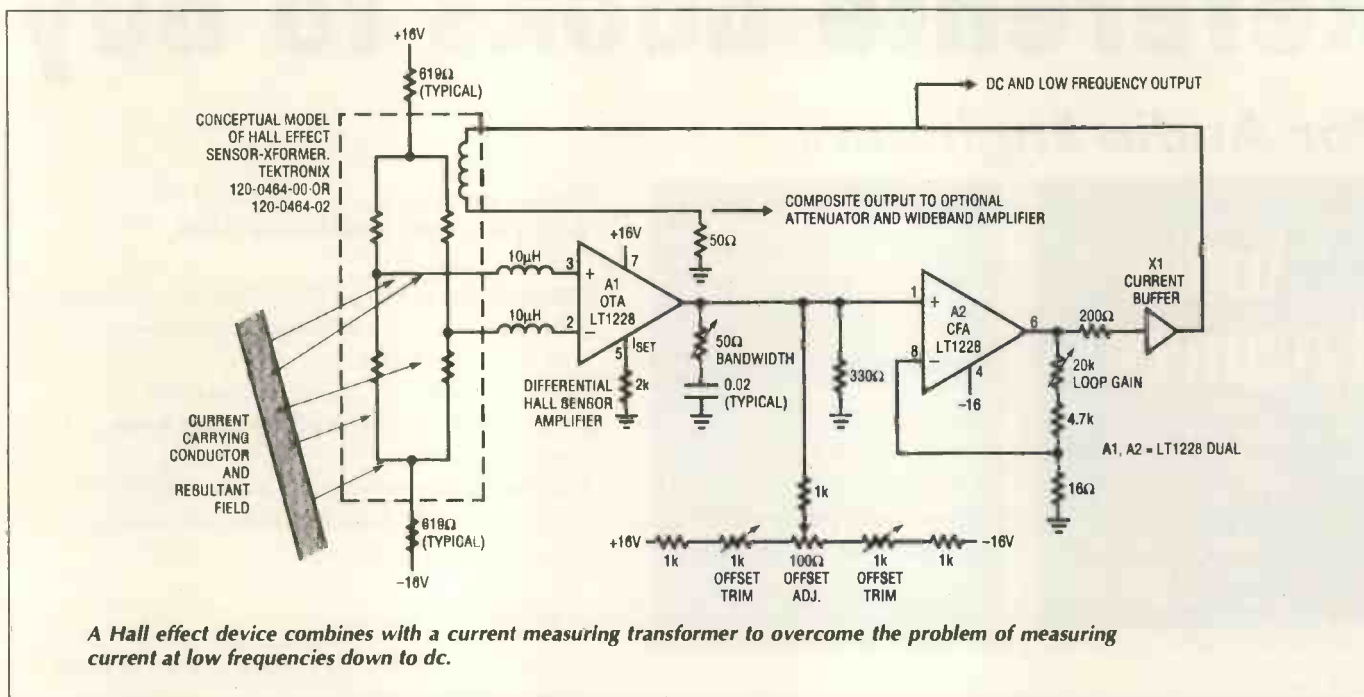 +16V
619Ω
(TYPICAL)
DC AND LOW FREQUENCY OUTPUT
CONCEPTUAL MODEL
OF HALL EFFECT
SENSOR-XFORMER.
TEKTRONIX
120-0464-00 OR
120-0464-02
COMPOSITE OUTPUT TO OPTIONAL
ATTENUATOR AND WIDEBAND AMPLIFIER
50Ω
+16V
7
10µH
3
+
A1
OTA
LT1228
10µH
2
−
ISET
5
2k
DIFFERENTIAL
HALL SENSOR
AMPLIFIER
50Ω
BANDWIDTH
0.02
(TYPICAL)
330Ω
1
+
A2
CFA
LT1228
8
−
4
−16
6
200Ω
X1
CURRENT
BUFFER
20k
LOOP GAIN
4.7k
A1, A2 = LT1228 DUAL
16Ω
CURRENT
CARRYING
CONDUCTOR
AND
RESULTANT
FIELD
619Ω
(TYPICAL)
−16V
1k
+16V
1k
1k
OFFSET
TRIM
100Ω
OFFSET
ADJ.
1k
OFFSET
TRIM
1k
−16V
A Hall effect device combines with a current measuring transformer to overcome the problem of measuring
current at low frequencies down to dc.